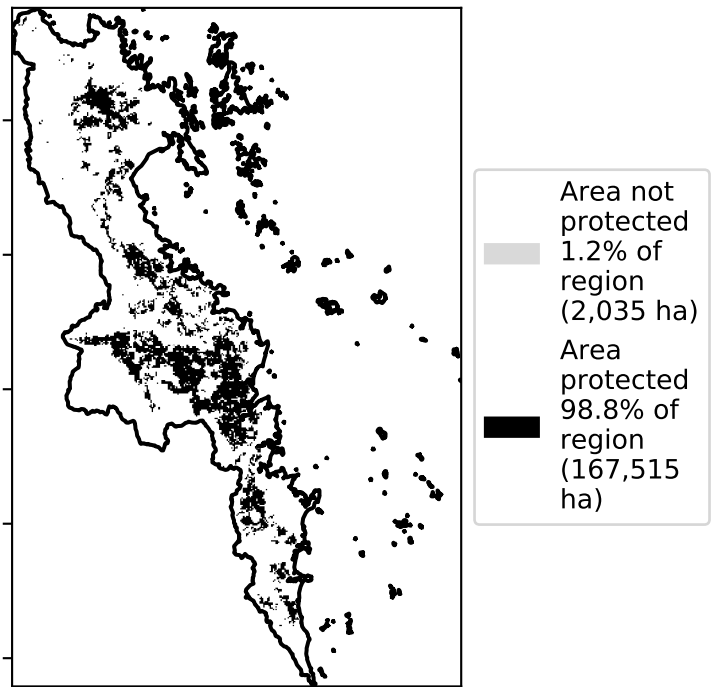 Area not
protected
1.2% of
region
(2,035 ha)
Area
protected
98.8% of
region
(167,515
ha)